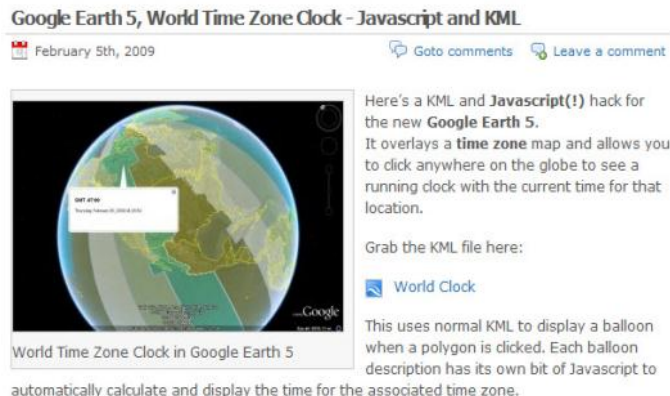 Google Earth 5, World Time Zone Clock - Javascript and KML
February 5th, 2009
Goto comments
Leave a comment
Here's a KML and Javascript(!) hack for
the new Google Earth 5.
It overlays a time zone map and allows you
to click anywhere on the globe to see a
running clock with the current time for that
location.
Grab the KML file here:
World Clock
Google
World Time Zone Clock in Google Earth 5
This uses normal KML to display a balloon
when a polygon is clicked. Each balloon
description has its own bit of Javascript to
automatically calculate and display the time for the associated time zone.